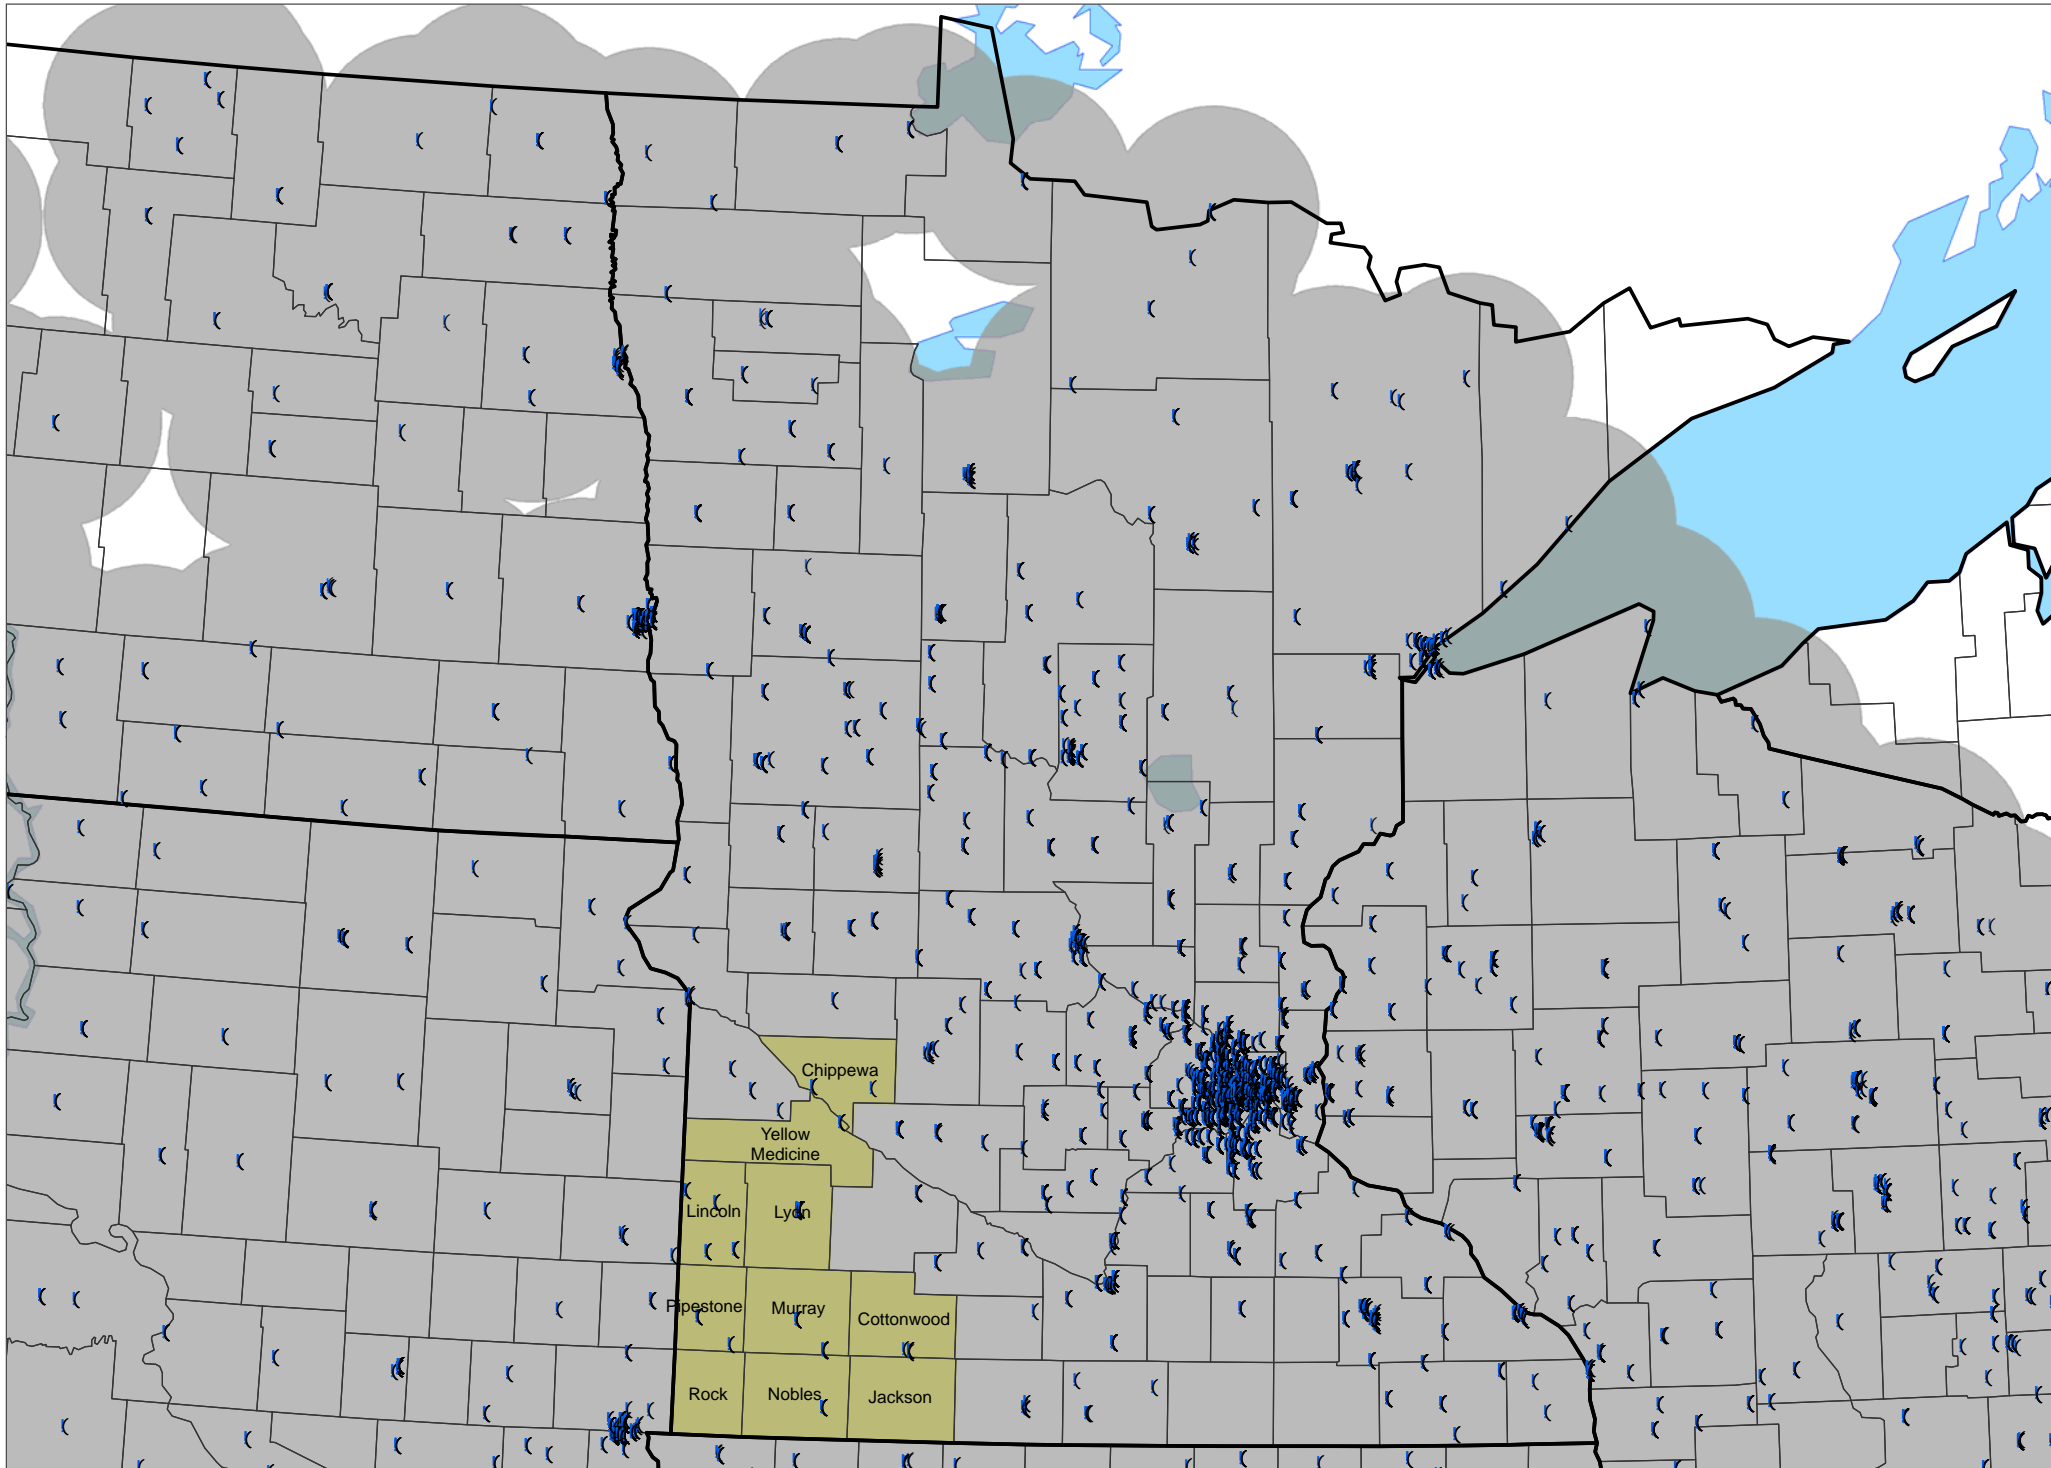 Chippewa
Yellow
Medicine
Lincoln
Lyon
Pipestone
Murray
Cottonwood
Rock
Nobles
Jackson